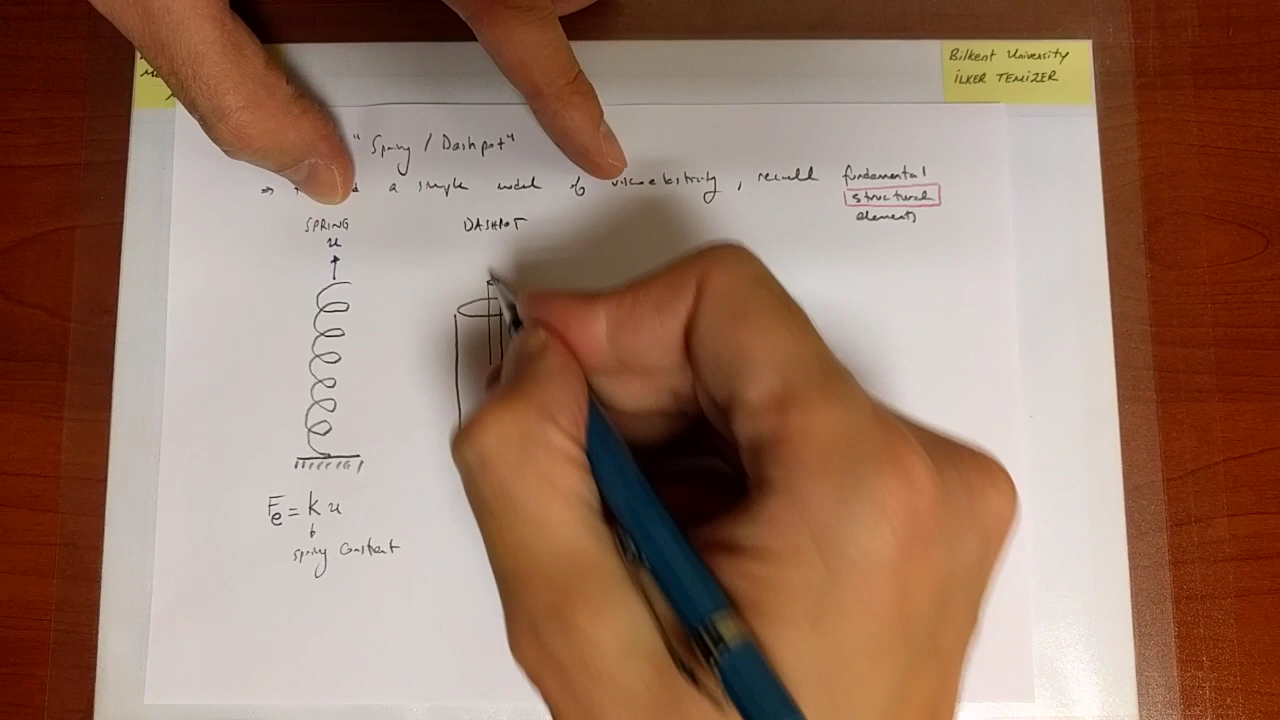 Bilkent University
İLKER TEMİZER
"Spring / Dashpot"
⇒ a simple model of viscoelasticity, recall fundamental
structural
elements
SPRING
DASHPOT
u
Fe = k u
spring constant